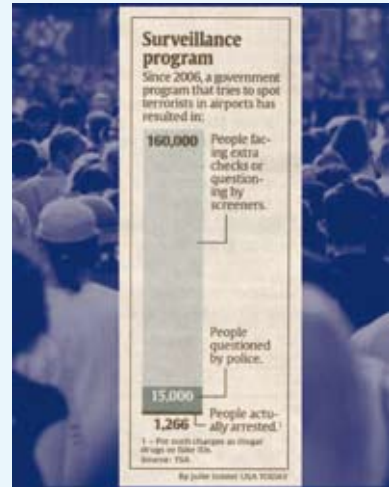 Surveillance
program
Since 2006, a government
program that tries to spot
terrorists in airports has
resulted in:
160,000
People fac-
ing extra
checks or
question-
ing by
screeners.
People
questioned
by police.
15,000
1,266
People actu-
ally arrested.¹
1 – For such charges as illegal
drugs or fake IDs.
Source: TSA
By Julie Snider, USA TODAY